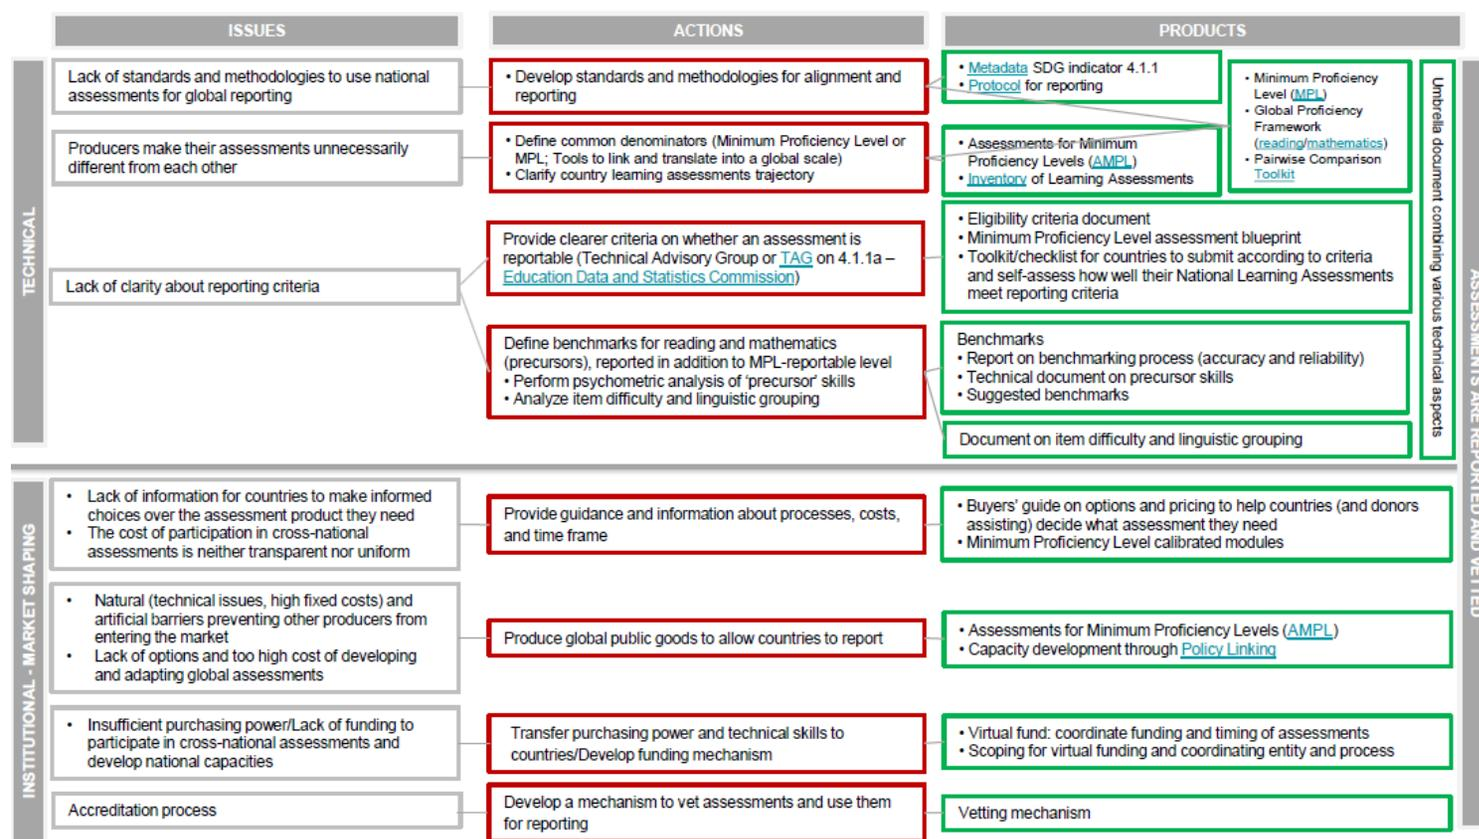 ISSUES
ACTIONS
PRODUCTS
TECHNICAL
Lack of standards and methodologies to use national
assessments for global reporting
• Develop standards and methodologies for alignment and
reporting
• Metadata SDG indicator 4.1.1
• Protocol for reporting
• Minimum Proficiency
Level (MPL)
• Global Proficiency
Framework
(reading/mathematics)
• Pairwise Comparison
Toolkit
Umbrella document combining various technical aspects
Producers make their assessments unnecessarily
different from each other
• Define common denominators (Minimum Proficiency Level or
MPL; Tools to link and translate into a global scale)
• Clarify country learning assessments trajectory
• Assessments for Minimum
Proficiency Levels (AMPL)
• Inventory of Learning Assessments
Lack of clarity about reporting criteria
Provide clearer criteria on whether an assessment is
reportable (Technical Advisory Group or TAG on 4.1.1a –
Education Data and Statistics Commission)
• Eligibility criteria document
• Minimum Proficiency Level assessment blueprint
• Toolkit/checklist for countries to submit according to criteria
and self-assess how well their National Learning Assessments
meet reporting criteria
Define benchmarks for reading and mathematics
(precursors), reported in addition to MPL-reportable level
• Perform psychometric analysis of ‘precursor’ skills
• Analyze item difficulty and linguistic grouping
Benchmarks
• Report on benchmarking process (accuracy and reliability)
• Technical document on precursor skills
• Suggested benchmarks
Document on item difficulty and linguistic grouping
INSTITUTIONAL - MARKET SHAPING
• Lack of information for countries to make informed
choices over the assessment product they need
• The cost of participation in cross-national
assessments is neither transparent nor uniform
Provide guidance and information about processes, costs,
and time frame
• Buyers’ guide on options and pricing to help countries (and donors
assisting) decide what assessment they need
• Minimum Proficiency Level calibrated modules
• Natural (technical issues, high fixed costs) and
artificial barriers preventing other producers from
entering the market
• Lack of options and too high cost of developing
and adapting global assessments
Produce global public goods to allow countries to report
• Assessments for Minimum Proficiency Levels (AMPL)
• Capacity development through Policy Linking
• Insufficient purchasing power/Lack of funding to
participate in cross-national assessments and
develop national capacities
Transfer purchasing power and technical skills to
countries/Develop funding mechanism
• Virtual fund: coordinate funding and timing of assessments
• Scoping for virtual funding and coordinating entity and process
Accreditation process
Develop a mechanism to vet assessments and use them
for reporting
Vetting mechanism
ASSESSMENTS ARE REPORTED AND VETTED